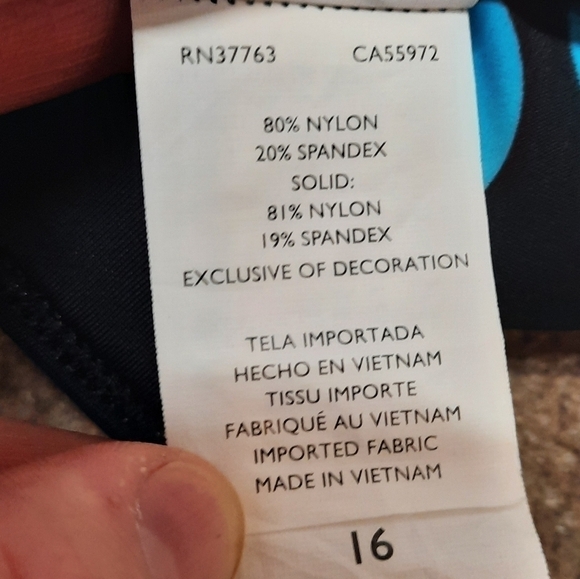 RN37763 CA55972
80% NYLON
20% SPANDEX
SOLID:
81% NYLON
19% SPANDEX
EXCLUSIVE OF DECORATION
TELA IMPORTADA
HECHO EN VIETNAM
TISSU IMPORTE
FABRIQUÉ AU VIETNAM
IMPORTED FABRIC
MADE IN VIETNAM
16